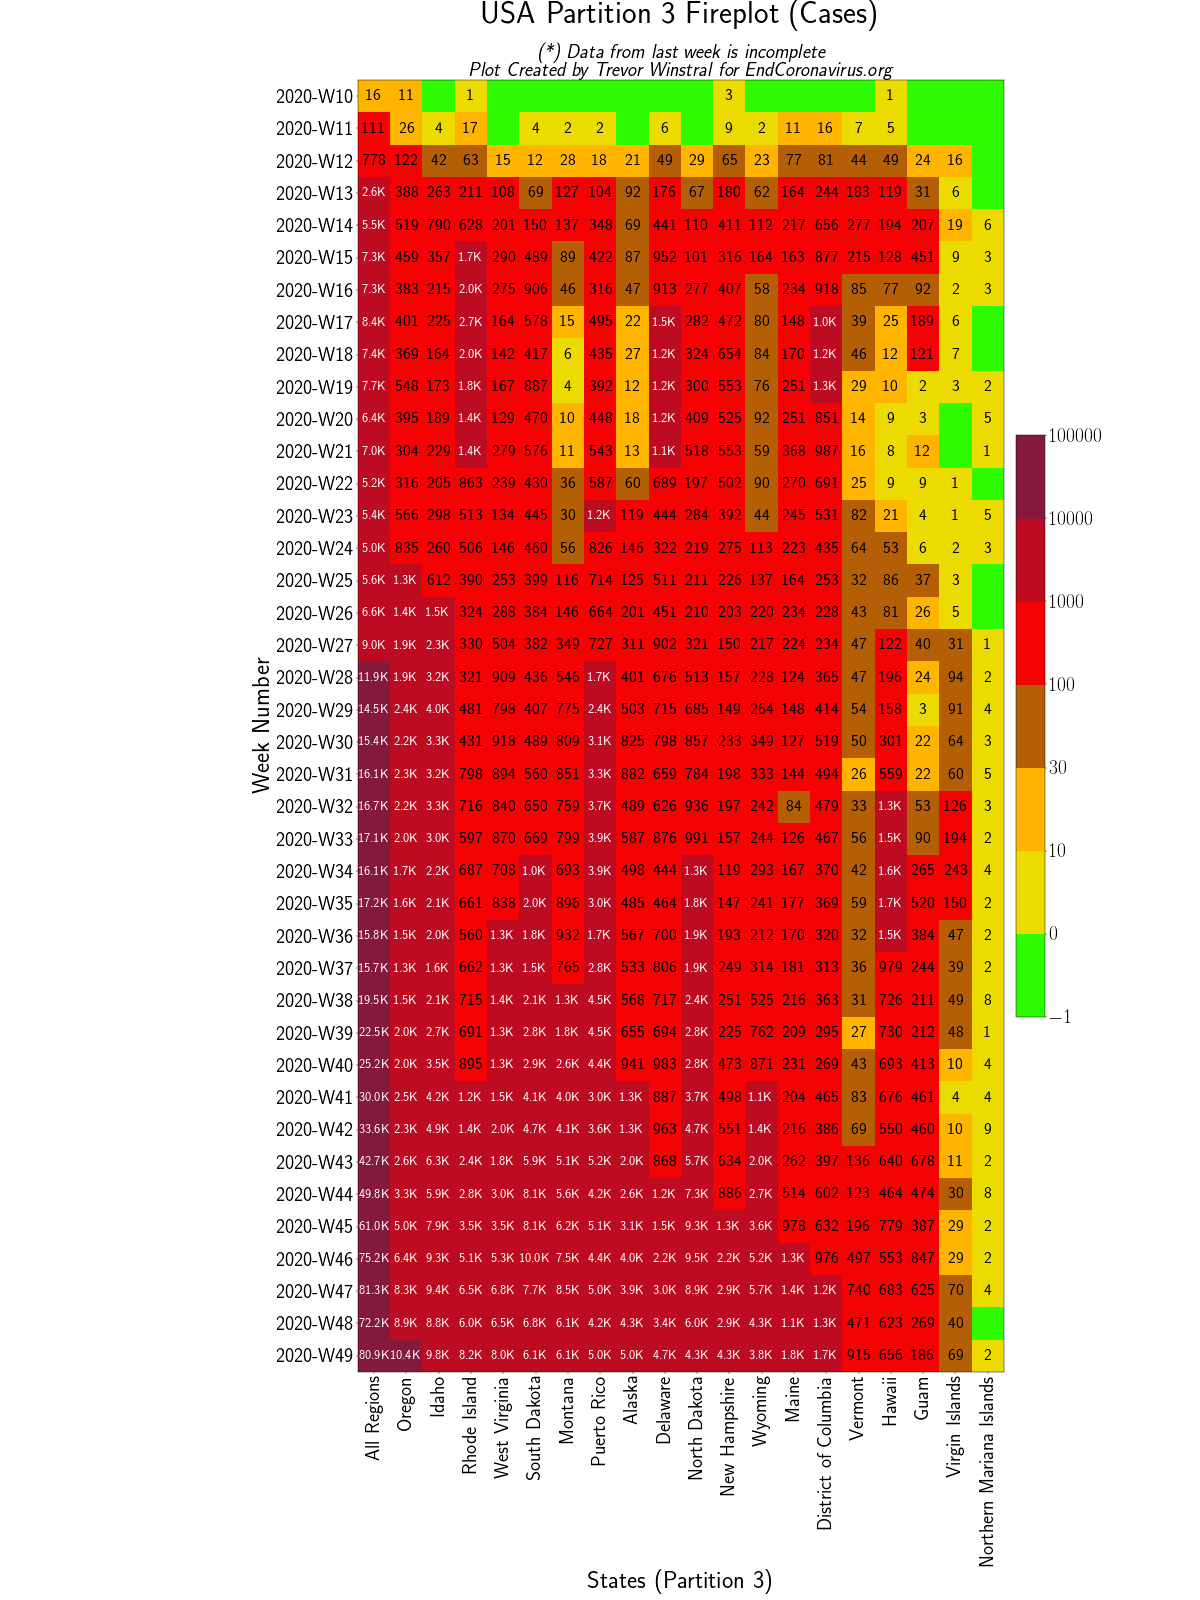 USA Partition 3 Fireplot (Cases)
(*) Data from last week is incomplete
Plot Created by Trevor Winstral for EndCoronavirus.org
2020-W10 16 11 1 3 1
2020-W11 111 26 4 17 4 2 2 6 9 2 11 16 7 5
2020-W12 778 122 42 63 15 12 28 18 21 49 29 65 23 77 81 44 49 24 16
2020-W13 2.6K 388 263 211 108 69 127 104 92 176 67 180 62 164 244 183 119 31 6
2020-W14 5.5K 519 790 628 201 150 137 348 69 441 110 411 112 217 656 277 194 207 19 6
2020-W15 7.3K 459 357 1.7K 290 489 89 422 87 952 101 316 164 163 877 215 128 451 9 3
2020-W16 7.3K 383 215 2.0K 275 906 46 316 47 913 277 407 58 234 918 85 77 92 2 3
2020-W17 8.4K 401 225 2.7K 164 578 15 495 22 1.5K 282 472 80 148 1.0K 39 25 189 6
2020-W18 7.4K 369 164 2.0K 142 417 6 435 27 1.2K 324 654 84 170 1.2K 46 12 121 7
2020-W19 7.7K 548 173 1.8K 167 887 4 392 12 1.2K 300 553 76 251 1.3K 29 10 2 3 2
2020-W20 6.4K 395 189 1.4K 129 470 10 448 18 1.2K 409 525 92 251 851 14 9 3 5
2020-W21 7.0K 304 229 1.4K 279 576 11 543 13 1.1K 518 553 59 368 987 16 8 12 1
2020-W22 5.2K 316 205 863 239 430 36 587 60 689 197 502 90 270 691 25 9 9 1
2020-W23 5.4K 566 298 513 134 445 30 1.2K 119 444 284 392 44 245 531 82 21 4 1 5
2020-W24 5.0K 835 260 506 146 460 56 826 146 322 219 275 113 223 435 64 53 6 2 3
2020-W25 5.6K 1.3K 612 390 253 399 116 714 125 511 211 226 137 164 253 32 86 37 3
2020-W26 6.6K 1.4K 1.5K 324 288 384 146 664 201 451 210 203 220 234 228 43 81 26 5
2020-W27 9.0K 1.9K 2.3K 330 504 382 349 727 311 902 321 150 217 224 234 47 122 40 31 1
2020-W28 11.9K 1.9K 3.2K 321 909 436 546 1.7K 401 676 513 157 228 124 365 47 196 24 94 2
2020-W29 14.5K 2.4K 4.0K 481 798 407 775 2.4K 503 715 685 149 264 148 414 54 158 3 91 4
2020-W30 15.4K 2.2K 3.3K 431 918 489 809 3.1K 825 798 857 233 349 127 519 50 301 22 64 3
2020-W31 16.1K 2.3K 3.2K 798 894 560 851 3.3K 882 659 784 198 333 144 494 26 559 22 60 5
2020-W32 16.7K 2.2K 3.3K 716 840 650 759 3.7K 489 626 936 197 242 84 479 33 1.3K 53 126 3
2020-W33 17.1K 2.0K 3.0K 597 870 669 799 3.9K 587 876 991 157 244 126 467 56 1.5K 90 194 2
2020-W34 16.1K 1.7K 2.2K 687 708 1.0K 693 3.9K 498 444 1.3K 119 293 167 370 42 1.6K 265 243 4
2020-W35 17.2K 1.6K 2.1K 661 838 2.0K 896 3.0K 485 464 1.8K 147 241 177 369 59 1.7K 520 150 2
2020-W36 15.8K 1.5K 2.0K 560 1.3K 1.8K 932 1.7K 567 700 1.9K 193 212 170 320 32 1.5K 384 47 2
2020-W37 15.7K 1.3K 1.6K 662 1.3K 1.5K 765 2.8K 533 806 1.9K 249 314 181 313 36 979 244 39 2
2020-W38 19.5K 1.5K 2.1K 715 1.4K 2.1K 1.3K 4.5K 568 717 2.4K 251 525 216 363 31 726 211 49 8
2020-W39 22.5K 2.0K 2.7K 691 1.3K 2.8K 1.8K 4.5K 655 694 2.8K 225 762 209 295 27 730 212 48 1
2020-W40 25.2K 2.0K 3.5K 895 1.3K 2.9K 2.6K 4.4K 941 983 2.8K 473 871 231 269 43 693 413 10 4
2020-W41 30.0K 2.5K 4.2K 1.2K 1.5K 4.1K 4.0K 3.0K 1.3K 887 3.7K 498 1.1K 204 465 83 676 461 4 4
2020-W42 33.6K 2.3K 4.9K 1.4K 2.0K 4.7K 4.1K 3.6K 1.3K 963 4.7K 551 1.4K 216 386 69 550 460 10 9
2020-W43 42.7K 2.6K 6.3K 2.4K 1.8K 5.9K 5.1K 5.2K 2.0K 868 5.7K 634 2.0K 262 397 136 640 678 11 2
2020-W44 49.8K 3.3K 5.9K 2.8K 3.0K 8.1K 5.6K 4.2K 2.6K 1.2K 7.3K 886 2.7K 514 602 123 464 474 30 8
2020-W45 61.0K 5.0K 7.9K 3.5K 3.5K 8.1K 6.2K 5.1K 3.1K 1.5K 9.3K 1.3K 3.6K 978 632 196 779 387 29 2
2020-W46 75.2K 6.4K 9.3K 5.1K 5.3K 10.0K 7.5K 4.4K 4.0K 2.2K 9.5K 2.2K 5.2K 1.3K 976 497 553 847 29 2
2020-W47 81.3K 8.3K 9.4K 6.5K 6.8K 7.7K 8.5K 5.0K 3.9K 3.0K 8.9K 2.9K 5.7K 1.4K 1.2K 740 683 625 70 4
2020-W48 72.2K 8.9K 8.8K 6.0K 6.5K 6.8K 6.1K 4.2K 4.3K 3.4K 6.0K 2.9K 4.3K 1.1K 1.3K 471 623 269 40
2020-W49 80.9K 10.4K 9.8K 8.2K 8.0K 6.1K 6.1K 5.0K 5.0K 4.7K 4.3K 4.3K 3.8K 1.8K 1.7K 915 656 186 69 2
Week Number
All Regions
Oregon
Idaho
Rhode Island
West Virginia
South Dakota
Montana
Puerto Rico
Alaska
Delaware
North Dakota
New Hampshire
Wyoming
Maine
District of Columbia
Vermont
Hawaii
Guam
Virgin Islands
Northern Mariana Islands
States (Partition 3)
100000
10000
1000
100
30
10
0
−1